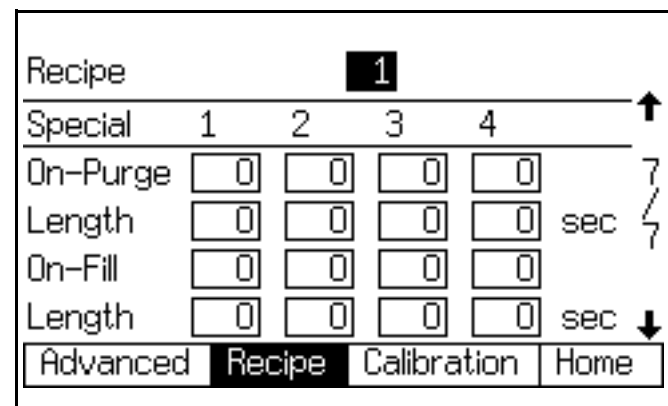 Recipe 1
Special 1 2 3 4
On-Purge 0 0 0 0
Length 0 0 0 0 sec
On-Fill 0 0 0 0
Length 0 0 0 0 sec
7/7
Advanced Recipe Calibration Home